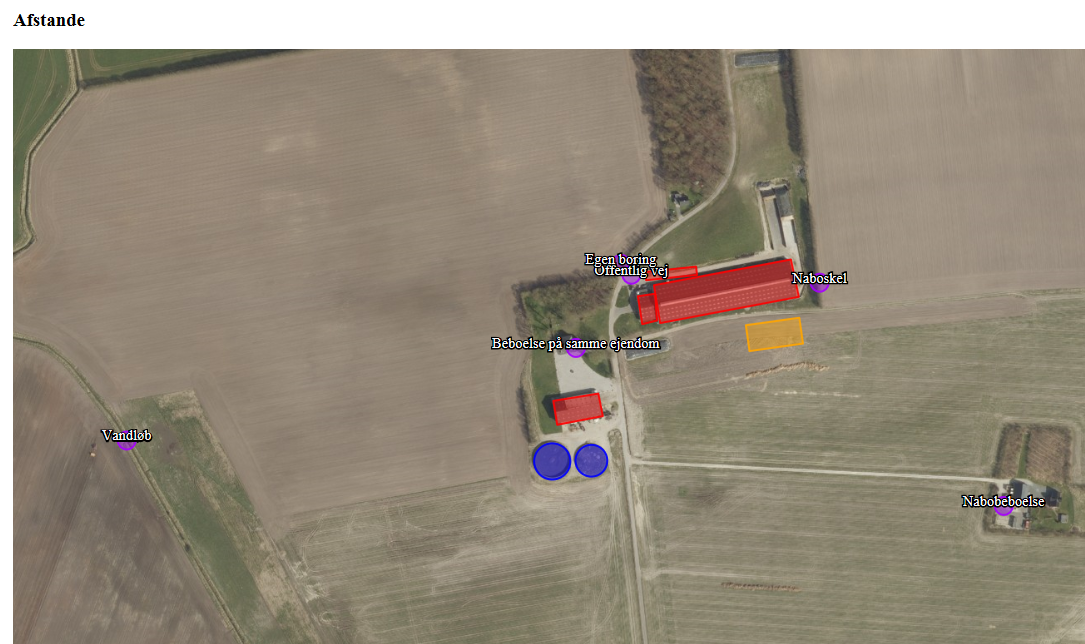 Afstande
Egen boring
Offentlig vej
Naboskel
Beboelse på samme ejendom
Vandløb
Nabobeboelse